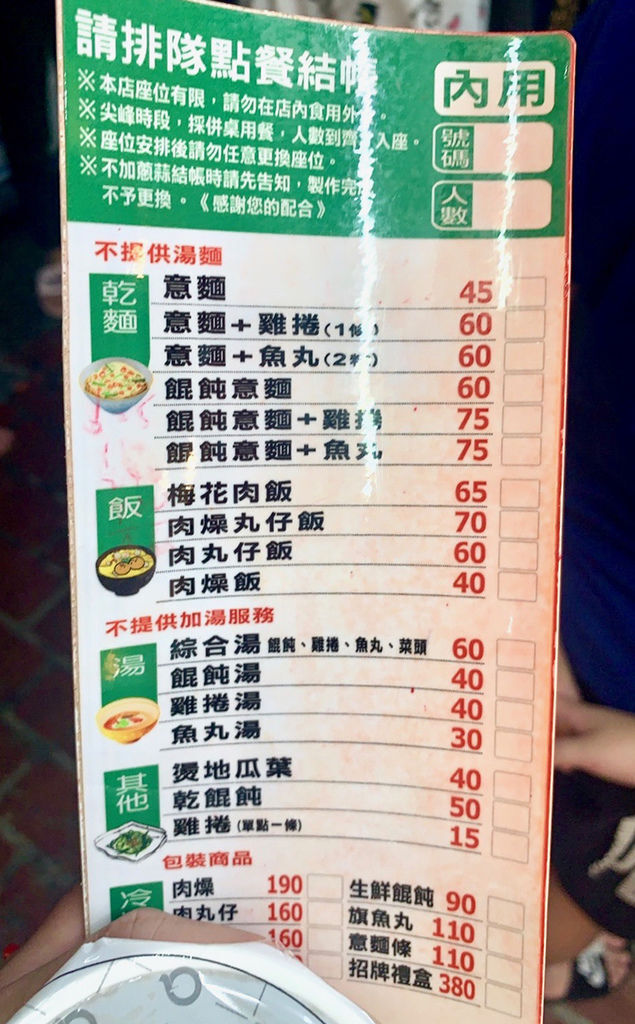 請排隊點餐結帳
內用
※本店座位有限，請勿在店內食用外。
※尖峰時段，採併桌用餐，人數到齊入座。
號碼
※座位安排後請勿任意更換座位。
※不加蔥蒜結帳時請先告知，製作完
不予更換。《感謝您的配合》
人數
不提供湯麵
乾麵
意麵 45
意麵＋雞捲(1條) 60
意麵＋魚丸(2 60
餛飩意麵 60
餛飩意麵＋雞捲 75
餛飩意麵＋魚丸 75
飯
梅花肉飯 65
肉燥丸仔飯 70
肉丸仔飯 60
肉燥飯 40
不提供加湯服務
湯
綜合湯 餛飩、雞捲、魚丸、菜頭 60
餛飩湯 40
雞捲湯 40
魚丸湯 30
其他
燙地瓜葉 40
乾餛飩 50
雞捲(單點一條) 15
包裝商品
冷
肉燥 190
生鮮餛飩 90
肉丸仔 160
旗魚丸 110
160
意麵條 110
招牌禮盒 380